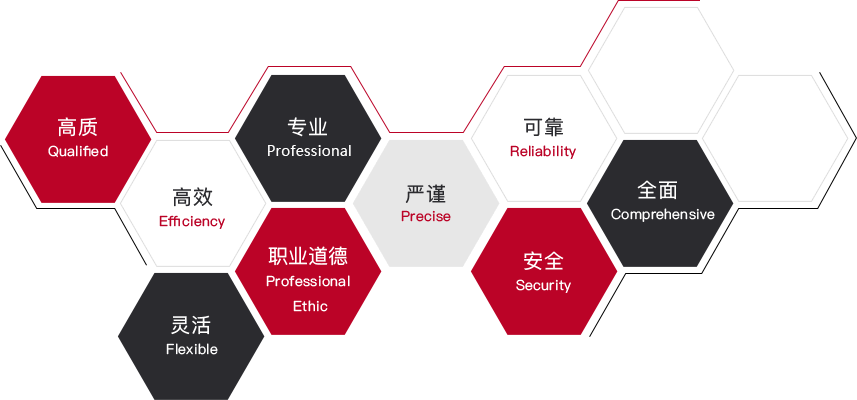 高质
Qualified
高效
Efficiency
灵活
Flexible
专业
Professional
职业道德
Professional
Ethic
严谨
Precise
可靠
Reliability
安全
Security
全面
Comprehensive